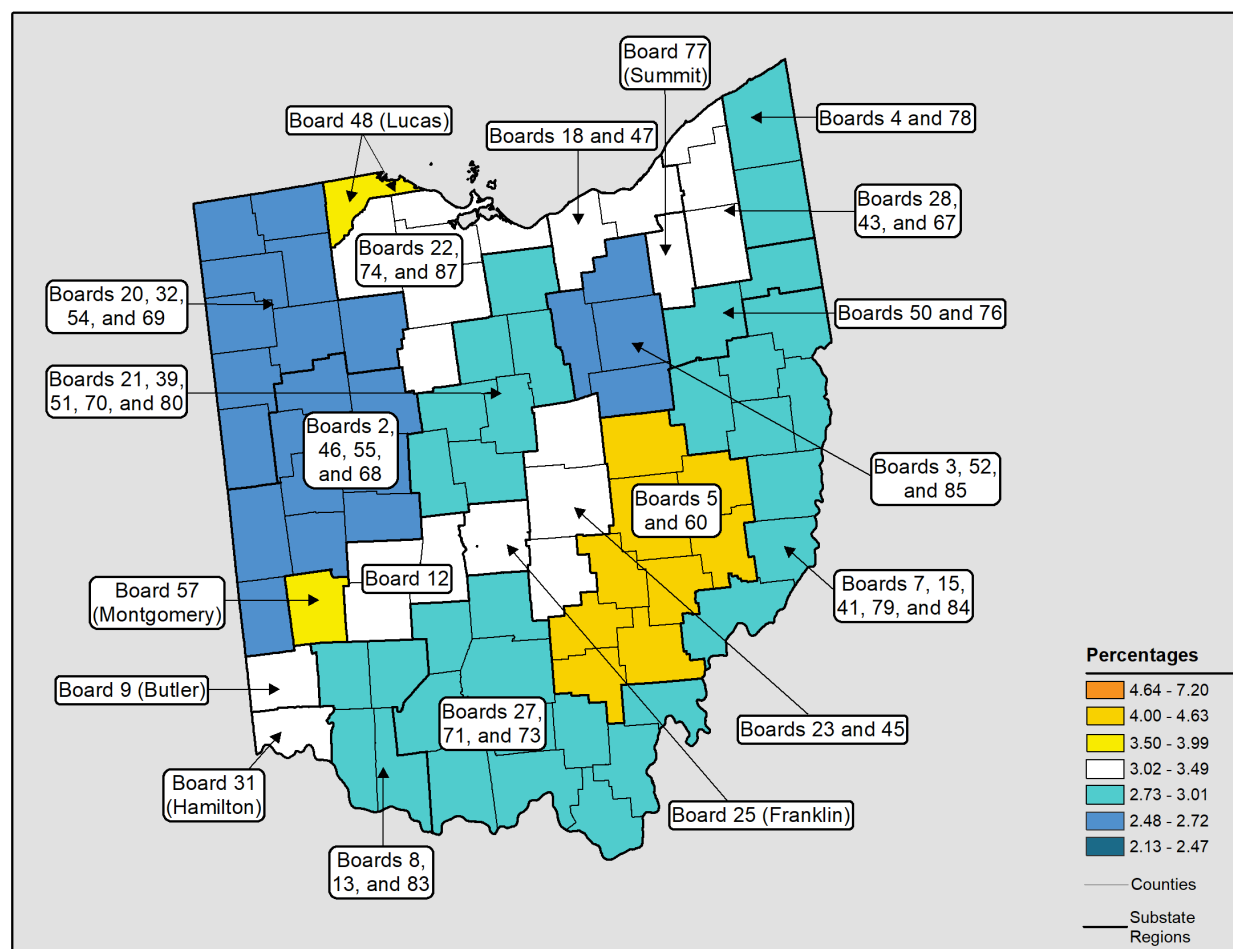 Board 77
(Summit)
Board 48 (Lucas)
Boards 18 and 47
Boards 4 and 78
Boards 28,
43, and 67
Boards 22,
74, and 87
Boards 20, 32,
54, and 69
Boards 50 and 76
Boards 21, 39,
51, 70, and 80
Boards 2,
46, 55,
and 68
Boards 3, 52,
and 85
Boards 5
and 60
Board 12
Board 57
(Montgomery)
Boards 7, 15,
41, 79, and 84
Board 9 (Butler)
Boards 27,
71, and 73
Boards 23 and 45
Board 31
(Hamilton)
Board 25 (Franklin)
Boards 8,
13, and 83
Percentages
4.64 - 7.20
4.00 - 4.63
3.50 - 3.99
3.02 - 3.49
2.73 - 3.01
2.48 - 2.72
2.13 - 2.47
Counties
Substate
Regions